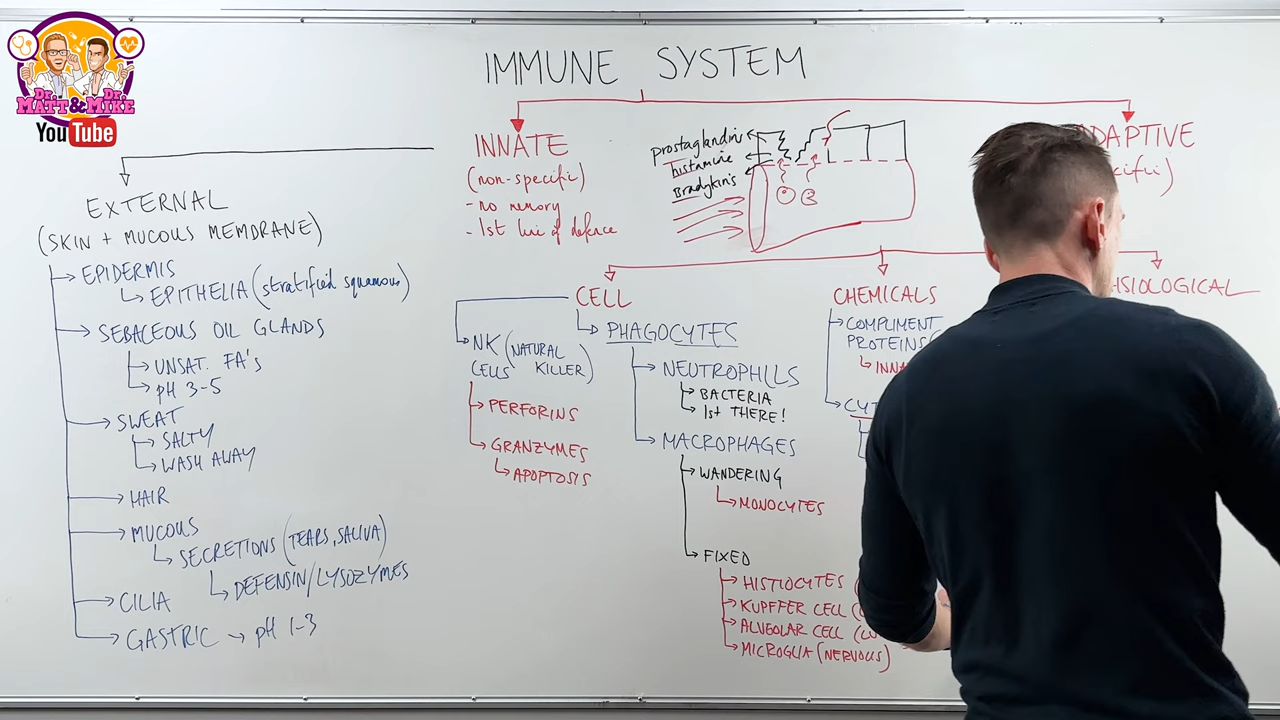 Dr. MATT & Dr. MIKE
YouTube
IMMUNE SYSTEM
INNATE
(non-specific)
- no memory
- 1st line of defence
prostaglandins
histamine
Bradykins
ADAPTIVE
EXTERNAL
(SKIN + MUCOUS MEMBRANE)
EPIDERMIS
EPITHELIA (stratified squamous)
SEBACEOUS OIL GLANDS
UNSAT. FA'S
pH 3-5
SWEAT
SALTY
WASH AWAY
HAIR
MUCOUS
SECRETIONS (TEARS, SALIVA)
DEFENSIN/LYSOZYMES
CILIA
GASTRIC → pH 1-3
CELL
NK (NATURAL
CELLS KILLER)
PERFORINS
GRANZYMES
APOPTOSIS
PHAGOCYTES
NEUTROPHILS
BACTERIA
1st THERE!
MACROPHAGES
WANDERING
MONOCYTES
FIXED
HISTIOCYTES (
KUPFFER CELL (
ALVEOLAR CELL (LU
MICROGLIA (NERVOUS)
CHEMICALS
COMPLIMENT
PROTEINS (
INNA
CYT
HSIOLOGICAL